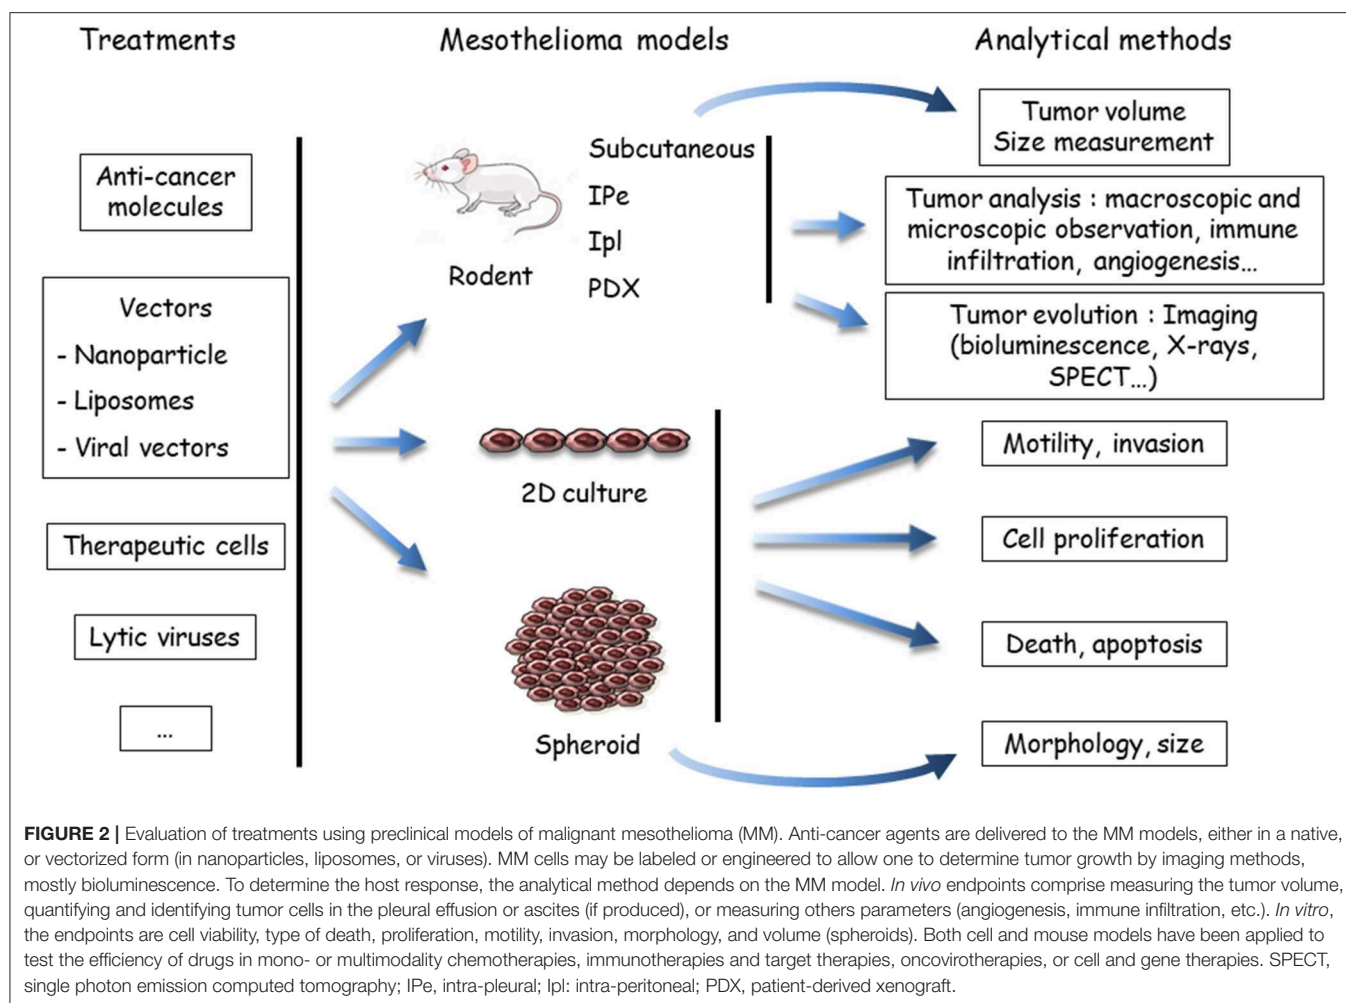 Treatments
Mesothelioma models
Analytical methods
Anti-cancer
molecules
Vectors
- Nanoparticle
- Liposomes
- Viral vectors
Therapeutic cells
Lytic viruses
...
Rodent
Subcutaneous
IPe
Ipl
PDX
2D culture
Spheroid
Tumor volume
Size measurement
Tumor analysis : macroscopic and
microscopic observation, immune
infiltration, angiogenesis...
Tumor evolution : Imaging
(bioluminescence, X-rays,
SPECT...)
Motility, invasion
Cell proliferation
Death, apoptosis
Morphology, size
FIGURE 2 | Evaluation of treatments using preclinical models of malignant mesothelioma (MM). Anti-cancer agents are delivered to the MM models, either in a native,
or vectorized form (in nanoparticles, liposomes, or viruses). MM cells may be labeled or engineered to allow one to determine tumor growth by imaging methods,
mostly bioluminescence. To determine the host response, the analytical method depends on the MM model. In vivo endpoints comprise measuring the tumor volume,
quantifying and identifying tumor cells in the pleural effusion or ascites (if produced), or measuring others parameters (angiogenesis, immune infiltration, etc.). In vitro,
the endpoints are cell viability, type of death, proliferation, motility, invasion, morphology, and volume (spheroids). Both cell and mouse models have been applied to
test the efficiency of drugs in mono- or multimodality chemotherapies, immunotherapies and target therapies, oncovirotherapies, or cell and gene therapies. SPECT,
single photon emission computed tomography; IPe, intra-pleural; Ipl: intra-peritoneal; PDX, patient-derived xenograft.